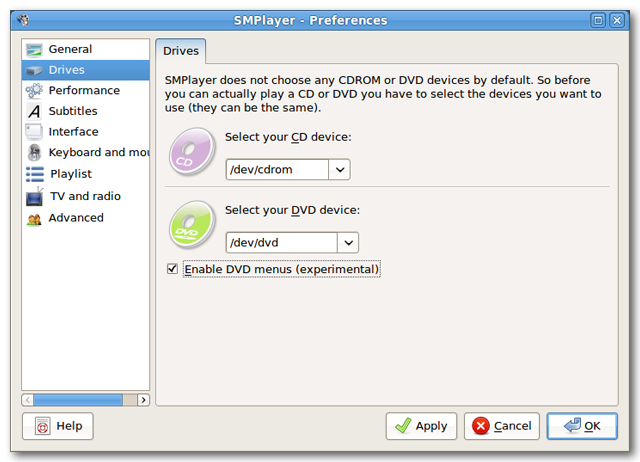 SMPlayer - Preferences
General
Drives
Performance
Subtitles
Interface
Keyboard and mou
Playlist
TV and radio
Advanced
Drives
SMPlayer does not choose any CDROM or DVD devices by default. So before
you can actually play a CD or DVD you have to select the devices you want to
use (they can be the same).
CD
Select your CD device:
/dev/cdrom
DVD
Select your DVD device:
/dev/dvd
Enable DVD menus (experimental)
Help
Apply
Cancel
OK